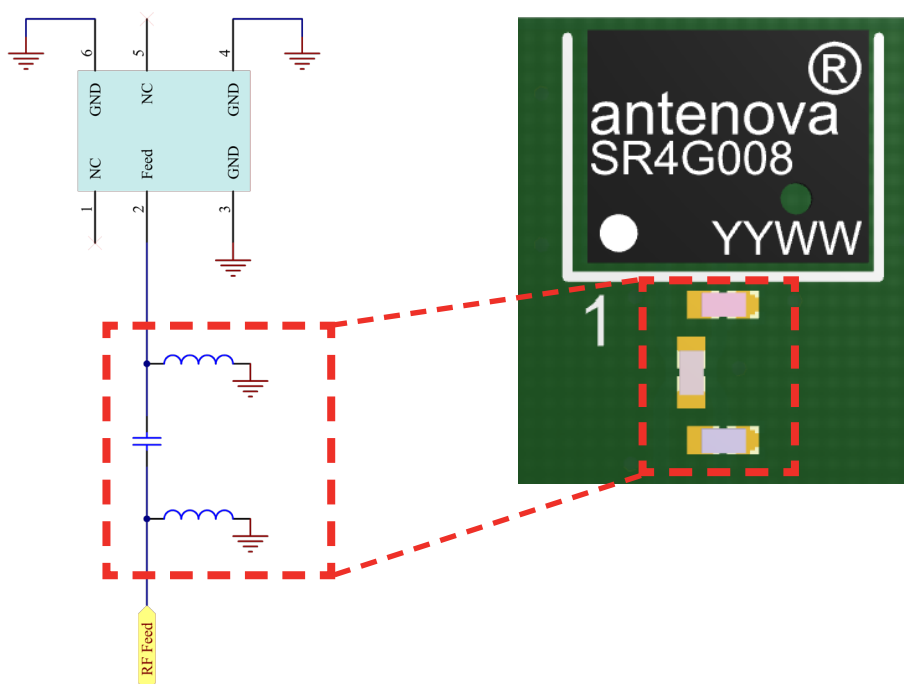 6
5
4
GND
NC
GND
NC
Feed
GND
1
2
3
RF Feed
®
antenova
SR4G008
YYWW
1